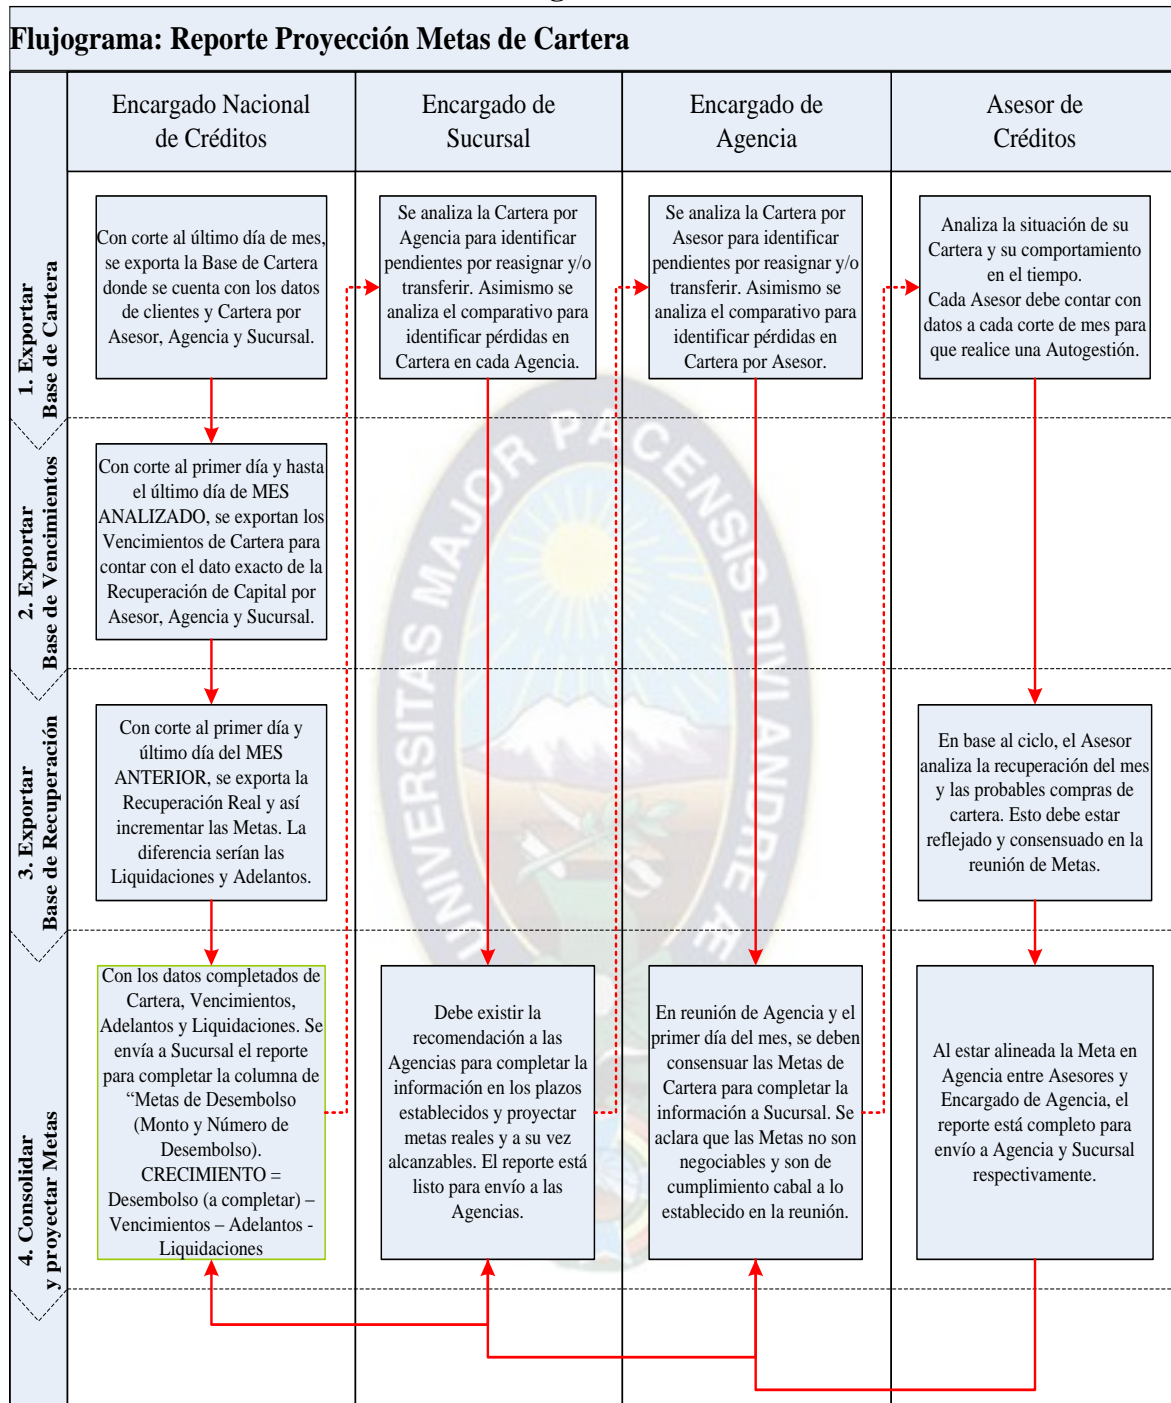 Flujograma: Reporte Proyección Metas de Cartera
Encargado Nacional
de Créditos
Encargado de
Sucursal
Encargado de
Agencia
Asesor de
Créditos
1. Exportar
Base de Cartera
Con corte al último día de mes,
se exporta la Base de Cartera
donde se cuenta con los datos
de clientes y Cartera por
Asesor, Agencia y Sucursal.
Se analiza la Cartera por
Agencia para identificar
pendientes por reasignar y/o
transferir. Asimismo se
analiza el comparativo para
identificar pérdidas en
Cartera en cada Agencia.
Se analiza la Cartera por
Asesor para identificar
pendientes por reasignar y/o
transferir. Asimismo se
analiza el comparativo para
identificar pérdidas en
Cartera por Asesor.
Analiza la situación de su
Cartera y su comportamiento
en el tiempo.
Cada Asesor debe contar con
datos a cada corte de mes para
que realice una Autogestión.
2. Exportar
Base de Vencimientos
Con corte al primer día y hasta
el último día de MES
ANALIZADO, se exportan los
Vencimientos de Cartera para
contar con el dato exacto de la
Recuperación de Capital por
Asesor, Agencia y Sucursal.
3. Exportar
Base de Recuperación
Con corte al primer día y
último día del MES
ANTERIOR, se exporta la
Recuperación Real y así
incrementar las Metas. La
diferencia serían las
Liquidaciones y Adelantos.
En base al ciclo, el Asesor
analiza la recuperación del mes
y las probables compras de
cartera. Esto debe estar
reflejado y consensuado en la
reunión de Metas.
4. Consolidar
y proyectar Metas
Con los datos completados de
Cartera, Vencimientos,
Adelantos y Liquidaciones. Se
envía a Sucursal el reporte
para completar la columna de
“Metas de Desembolso
(Monto y Número de
Desembolso).
CRECIMIENTO =
Desembolso (a completar) –
Vencimientos – Adelantos -
Liquidaciones
Debe existir la
recomendación a las
Agencias para completar la
información en los plazos
establecidos y proyectar
metas reales y a su vez
alcanzables. El reporte está
listo para envío a las
Agencias.
En reunión de Agencia y el
primer día del mes, se deben
consensuar las Metas de
Cartera para completar la
información a Sucursal. Se
aclara que las Metas no son
negociables y son de
cumplimiento cabal a lo
establecido en la reunión.
Al estar alineada la Meta en
Agencia entre Asesores y
Encargado de Agencia, el
reporte está completo para
envío a Agencia y Sucursal
respectivamente.
UNIVERSITAS MAJOR PACENSIS DIVI ANDRE Æ